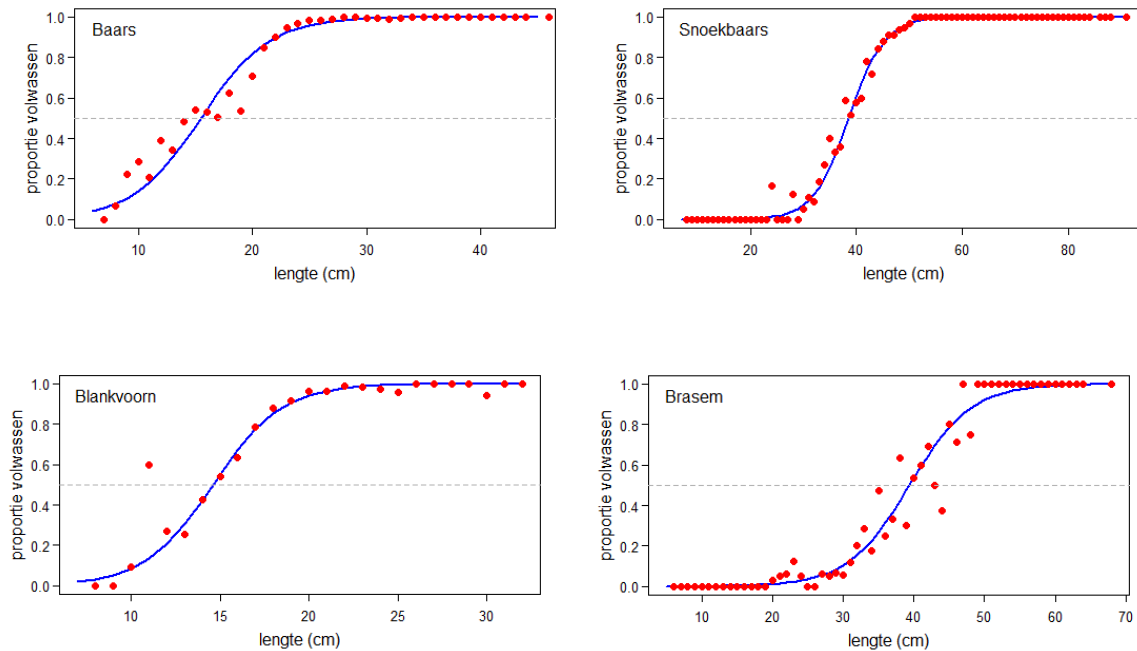 Baars
proportie volwassen
1.0
0.8
0.6
0.4
0.2
0.0
10 20 30 40
lengte (cm)
Snoekbaars
proportie volwassen
1.0
0.8
0.6
0.4
0.2
0.0
20 40 60 80
lengte (cm)
Blankvoorn
proportie volwassen
1.0
0.8
0.6
0.4
0.2
0.0
10 15 20 25 30
lengte (cm)
Brasem
proportie volwassen
1.0
0.8
0.6
0.4
0.2
0.0
10 20 30 40 50 60 70
lengte (cm)